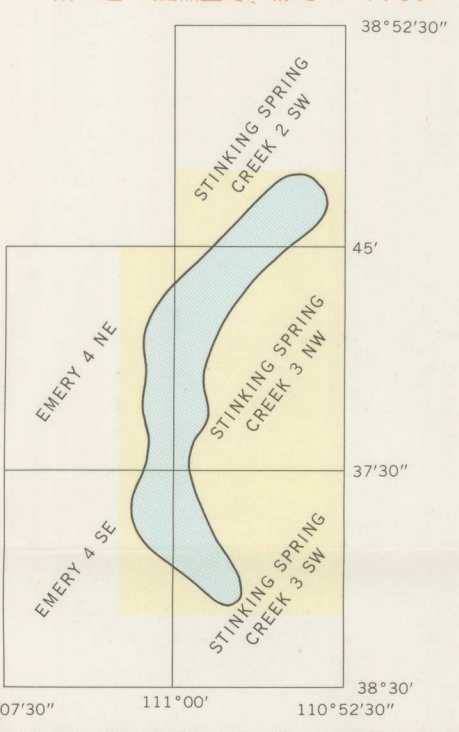 38°52'30"
STINKING SPRING
CREEK 2 SW
45'
EMERY 4 NE
STINKING SPRING
CREEK 3 NW
37'30"
EMERY 4 SE
STINKING SPRING
CREEK 3 SW
38°30'
07'30"
111°00'
110°52'30"